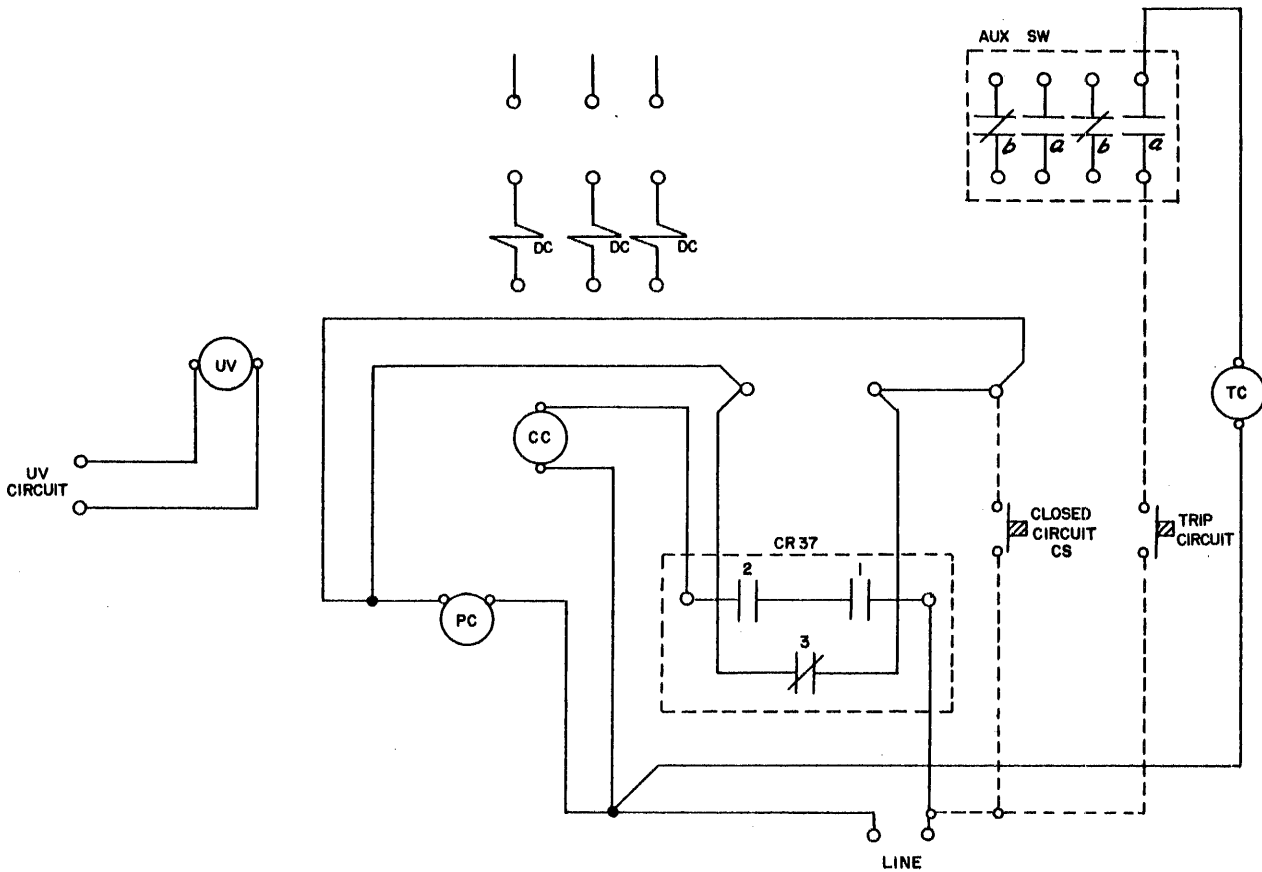 AUX SW
b a b a
DC DC DC
UV
UV
CIRCUIT
CC
TC
PC
CR 37
2 1
3
CLOSED
CIRCUIT
CS
TRIP
CIRCUIT
LINE